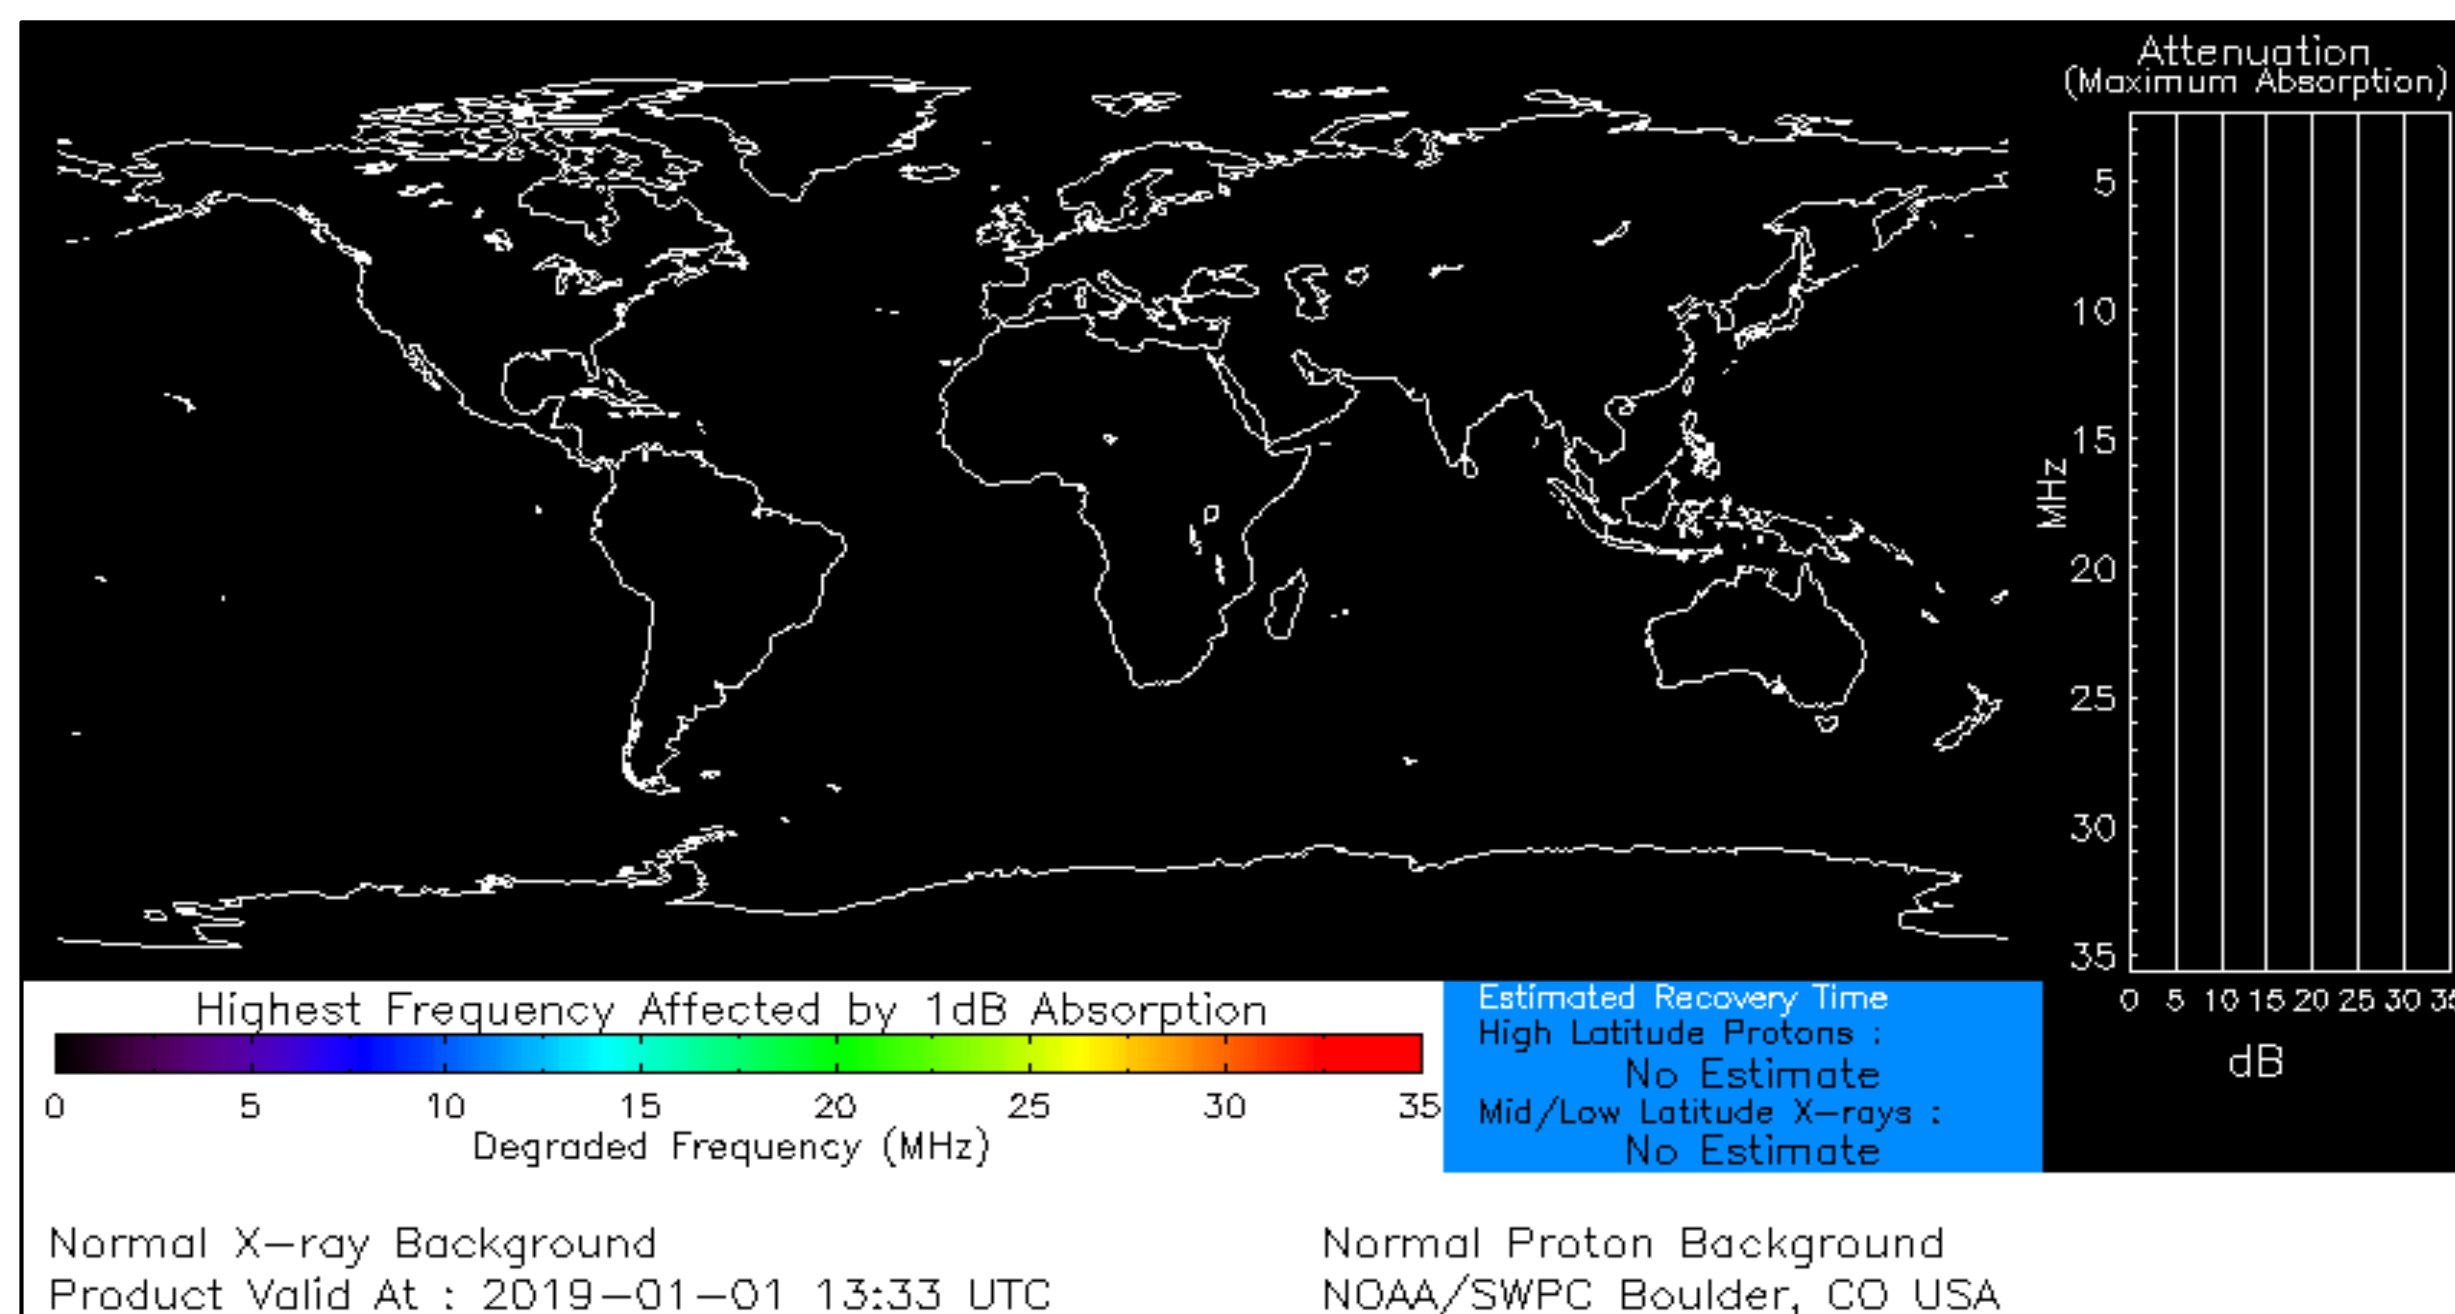 Attenuation
(Maximum Absorption)
5
10
15
20
25
30
35
MHz
0 5 10 15 20 25 30
dB
Highest Frequency Affected by 1dB Absorption
0 5 10 15 20 25 30 35
Degraded Frequency (MHz)
Estimated Recovery Time
High Latitude Protons :
No Estimate
Mid/Low Latitude X-rays :
No Estimate
Normal X-ray Background
Normal Proton Background
Product Valid At : 2019-01-01 13:33 UTC
NOAA/SWPC Boulder, CO USA